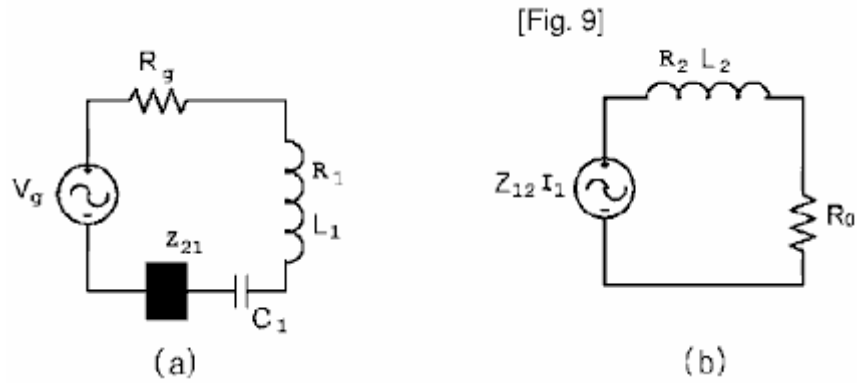 [Fig. 9]
R g
V g
R 1
L 1
Z 21
C 1
(a)
R 2 L 2
Z 12 I 1
R 0
(b)